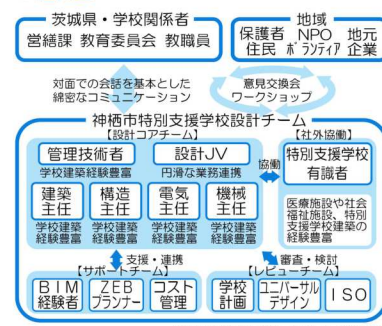 茨城県・学校関係者
営繕課 教育委員会 教職員
地域
保護者 NPO 地元
住民 ボランティア 企業
対面での会話を基本とした
綿密なコミュニケーション
意見交換会
ワークショップ
神栖市特別支援学校設計チーム
【設計コアチーム】
管理技術者
設計JV
学校建築経験豊富
円滑な業務連携
建築
主任
構造
主任
電気
主任
機械
主任
学校建築
経験豊富
学校建築
経験豊富
学校建築
経験豊富
学校建築
経験豊富
協働
【社外協働】
特別支援学校
有識者
医療施設や社会
福祉施設、特別
支援学校建築の
経験豊富
支援・連携
審査・検討
【サポートチーム】
BIM
経験者
ZEB
プランナー
コスト
管理
【レビューチーム】
学校
計画
ユニバーサル
デザイン
ISO